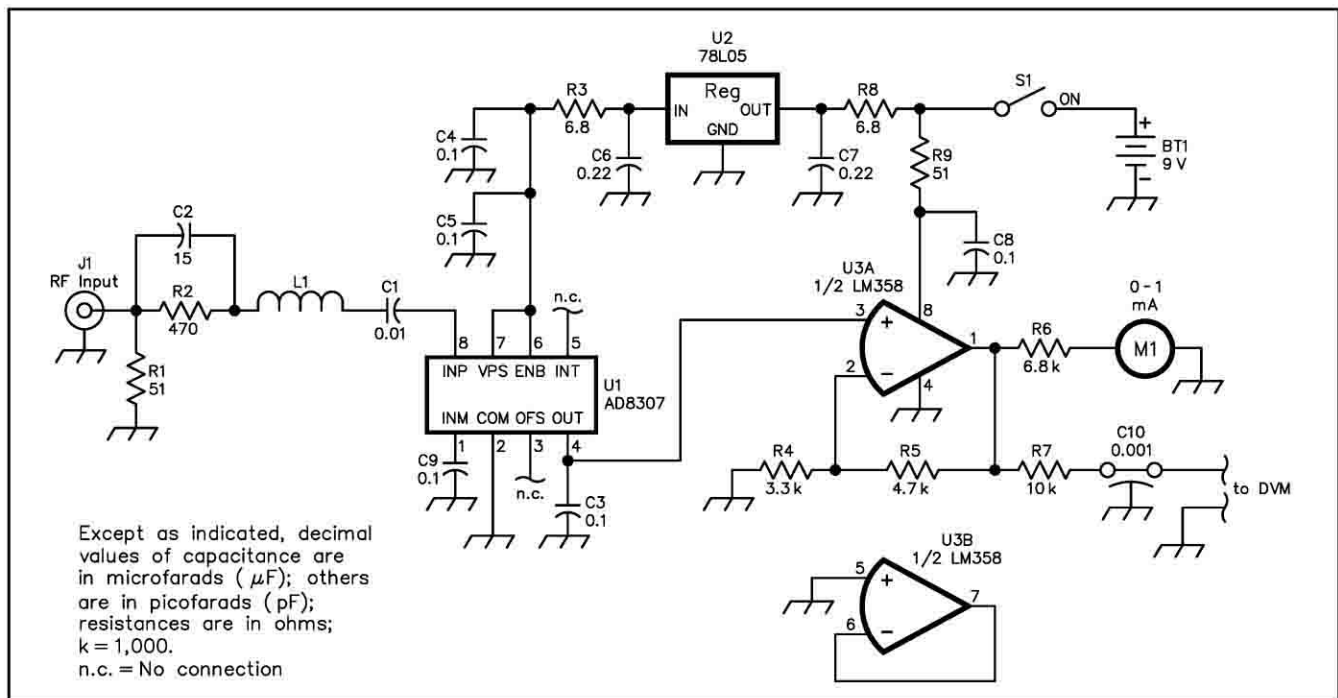 U2
78L05
Reg
IN
OUT
GND
R3
6.8
R8
6.8
S1
ON
+
BT1
9 V
−
C4
0.1
C6
0.22
C7
0.22
R9
51
C5
0.1
C8
0.1
C2
15
J1
RF Input
R2
470
L1
C1
0.01
R1
51
n.c.
8
7
6
5
INP
VPS
ENB
INT
U1
AD8307
INM
COM
OFS
OUT
1
2
3
4
C9
0.1
n.c.
C3
0.1
U3A
1/2 LM358
3
+
8
2
−
4
1
R6
6.8 k
0-1
mA
M1
R4
3.3 k
R5
4.7 k
R7
10 k
C10
0.001
to DVM
U3B
1/2 LM358
5
+
6
−
7
Except as indicated, decimal
values of capacitance are
in microfarads ( μF); others
are in picofarads ( pF);
resistances are in ohms;
k = 1,000.
n.c. = No connection